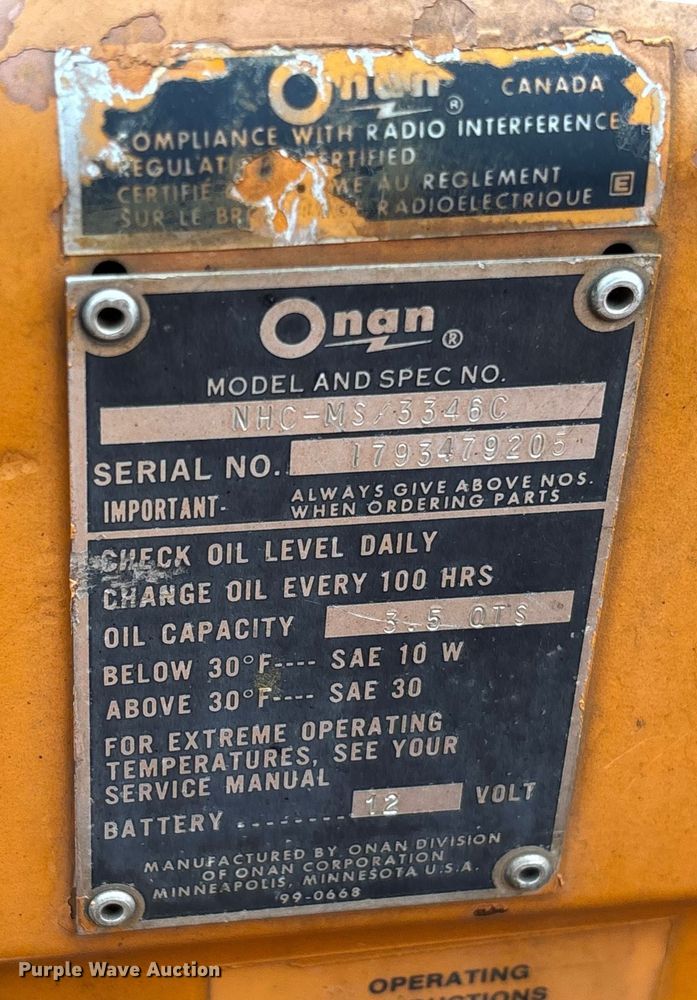 Onan ® CANADA
COMPLIANCE WITH RADIO INTERFERENCE
AU REGLEMENT E
SUR LE RADIOELECTRIQUE
Onan ®
MODEL AND SPEC NO.
NHC-MS/3346C
SERIAL NO. 1793479205
IMPORTANT- ALWAYS GIVE ABOVE NOS.
WHEN ORDERING PARTS
CHECK OIL LEVEL DAILY
CHANGE OIL EVERY 100 HRS
OIL CAPACITY 3.5 QTS
BELOW 30°F---- SAE 10 W
ABOVE 30°F---- SAE 30
FOR EXTREME OPERATING
TEMPERATURES, SEE YOUR
SERVICE MANUAL
BATTERY ---------- 12 VOLT
MANUFACTURED BY ONAN DIVISION
OF ONAN CORPORATION
MINNEAPOLIS, MINNESOTA U.S.A.
99-0668
Purple Wave Auction
OPERATING